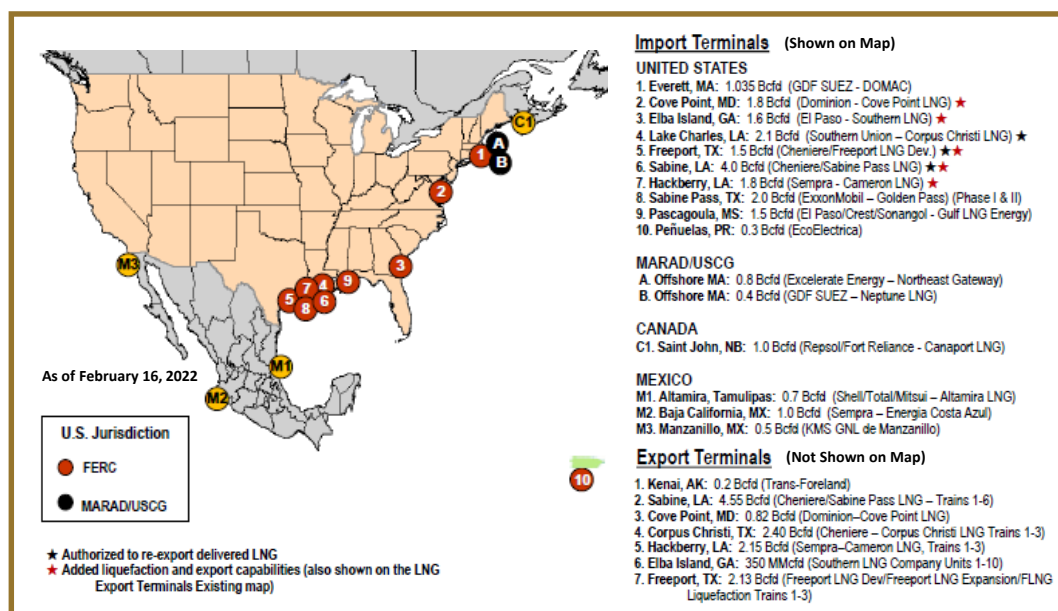 Import Terminals (Shown on Map)
UNITED STATES
1. Everett, MA: 1.035 Bcfd (GDF SUEZ - DOMAC)
2. Cove Point, MD: 1.8 Bcfd (Dominion - Cove Point LNG) ★
3. Elba Island, GA: 1.6 Bcfd (El Paso - Southern LNG) ★
4. Lake Charles, LA: 2.1 Bcfd (Southern Union – Corpus Christi LNG) ★
5. Freeport, TX: 1.5 Bcfd (Cheniere/Freeport LNG Dev.) ★★
6. Sabine, LA: 4.0 Bcfd (Cheniere/Sabine Pass LNG) ★★
7. Hackberry, LA: 1.8 Bcfd (Sempra - Cameron LNG) ★
8. Sabine Pass, TX: 2.0 Bcfd (ExxonMobil – Golden Pass) (Phase I & II)
9. Pascagoula, MS: 1.5 Bcfd (El Paso/Crest/Sonangol - Gulf LNG Energy)
10. Peñuelas, PR: 0.3 Bcfd (EcoElectrica)
MARAD/USCG
A. Offshore MA: 0.8 Bcfd (Excelerate Energy – Northeast Gateway)
B. Offshore MA: 0.4 Bcfd (GDF SUEZ – Neptune LNG)
CANADA
C1. Saint John, NB: 1.0 Bcfd (Repsol/Fort Reliance - Canaport LNG)
MEXICO
M1. Altamira, Tamulipas: 0.7 Bcfd (Shell/Total/Mitsui – Altamira LNG)
M2. Baja California, MX: 1.0 Bcfd (Sempra – Energia Costa Azul)
M3. Manzanillo, MX: 0.5 Bcfd (KMS GNL de Manzanillo)
Export Terminals (Not Shown on Map)
1. Kenai, AK: 0.2 Bcfd (Trans-Foreland)
2. Sabine, LA: 4.55 Bcfd (Cheniere/Sabine Pass LNG – Trains 1-6)
3. Cove Point, MD: 0.82 Bcfd (Dominion–Cove Point LNG)
4. Corpus Christi, TX: 2.40 Bcfd (Cheniere – Corpus Christi LNG Trains 1-3)
5. Hackberry, LA: 2.15 Bcfd (Sempra–Cameron LNG, Trains 1-3)
6. Elba Island, GA: 350 MMcfd (Southern LNG Company Units 1-10)
7. Freeport, TX: 2.13 Bcfd (Freeport LNG Dev/Freeport LNG Expansion/FLNG
Liquefaction Trains 1-3)
C1
A
1
B
2
M3
3
9
7
4
5
6
8
M1
M2
10
As of February 16, 2022
U.S. Jurisdiction
FERC
MARAD/USCG
★ Authorized to re-export delivered LNG
★ Added liquefaction and export capabilities (also shown on the LNG
Export Terminals Existing map)